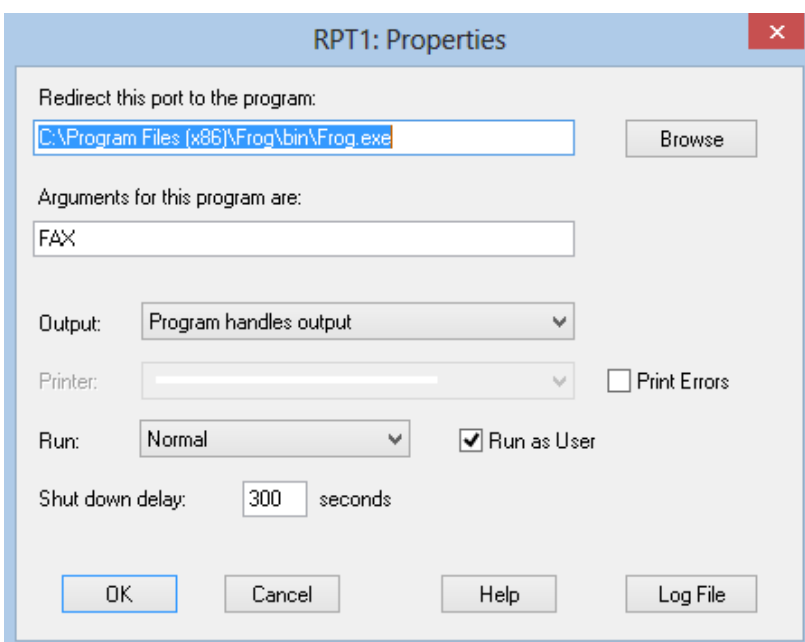 RPT1: Properties
Redirect this port to the program:
C:\Program Files (x86)\Frog\bin\Frog.exe
Browse
Arguments for this program are:
FAX
Output: Program handles output
Printer: Print Errors
Run: Normal Run as User
Shut down delay: 300 seconds
OK Cancel Help Log File